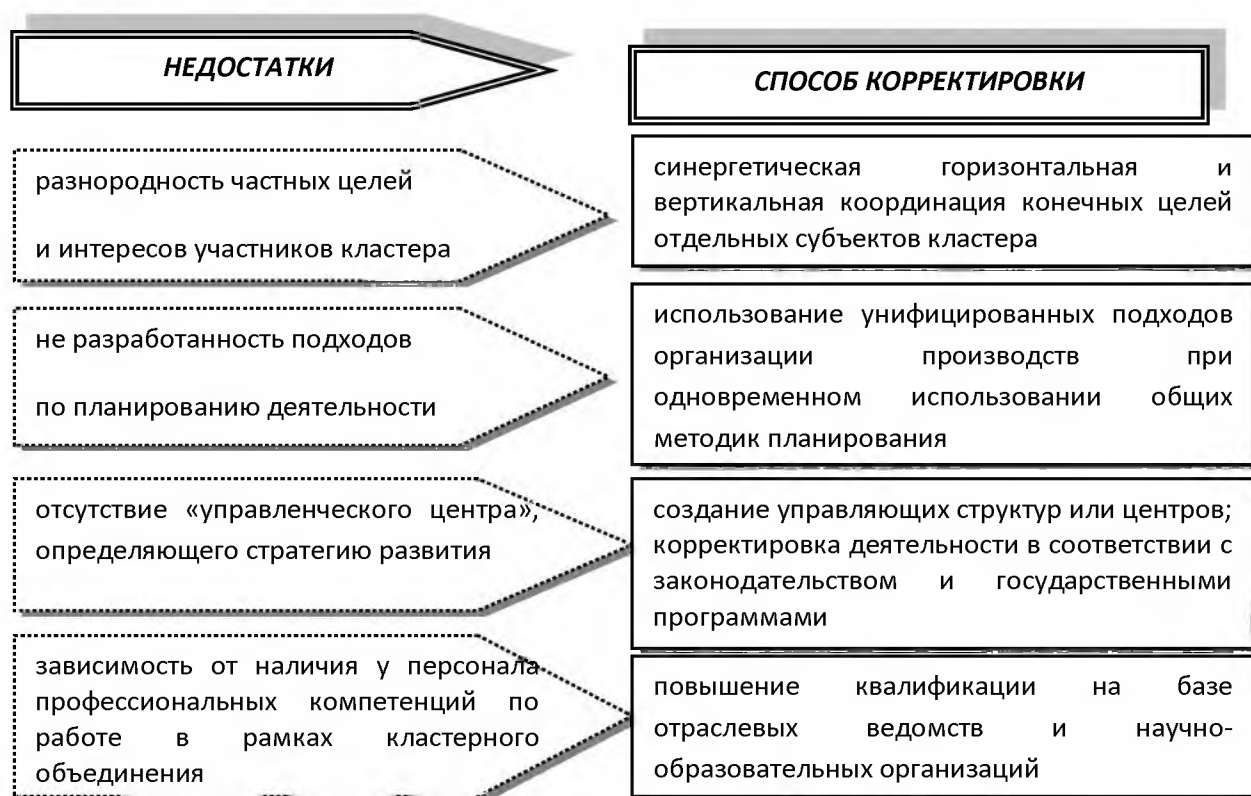 НЕДОСТАТКИ
СПОСОБ КОРРЕКТИРОВКИ
разнородность частных целей
и интересов участников кластера
синергетическая горизонтальная и
вертикальная координация конечных целей
отдельных субъектов кластера
не разработанность подходов
по планированию деятельности
использование унифицированных подходов
организации производств при
одновременном использовании общих
методик планирования
отсутствие «управленческого центра»,
определяющего стратегию развития
создание управляющих структур или центров;
корректировка деятельности в соответствии с
законодательством и государственными
программами
зависимость от наличия у персонала
профессиональных компетенций по
работе в рамках кластерного
объединения
повышение квалификации на базе
отраслевых ведомств и научно-
образовательных организаций